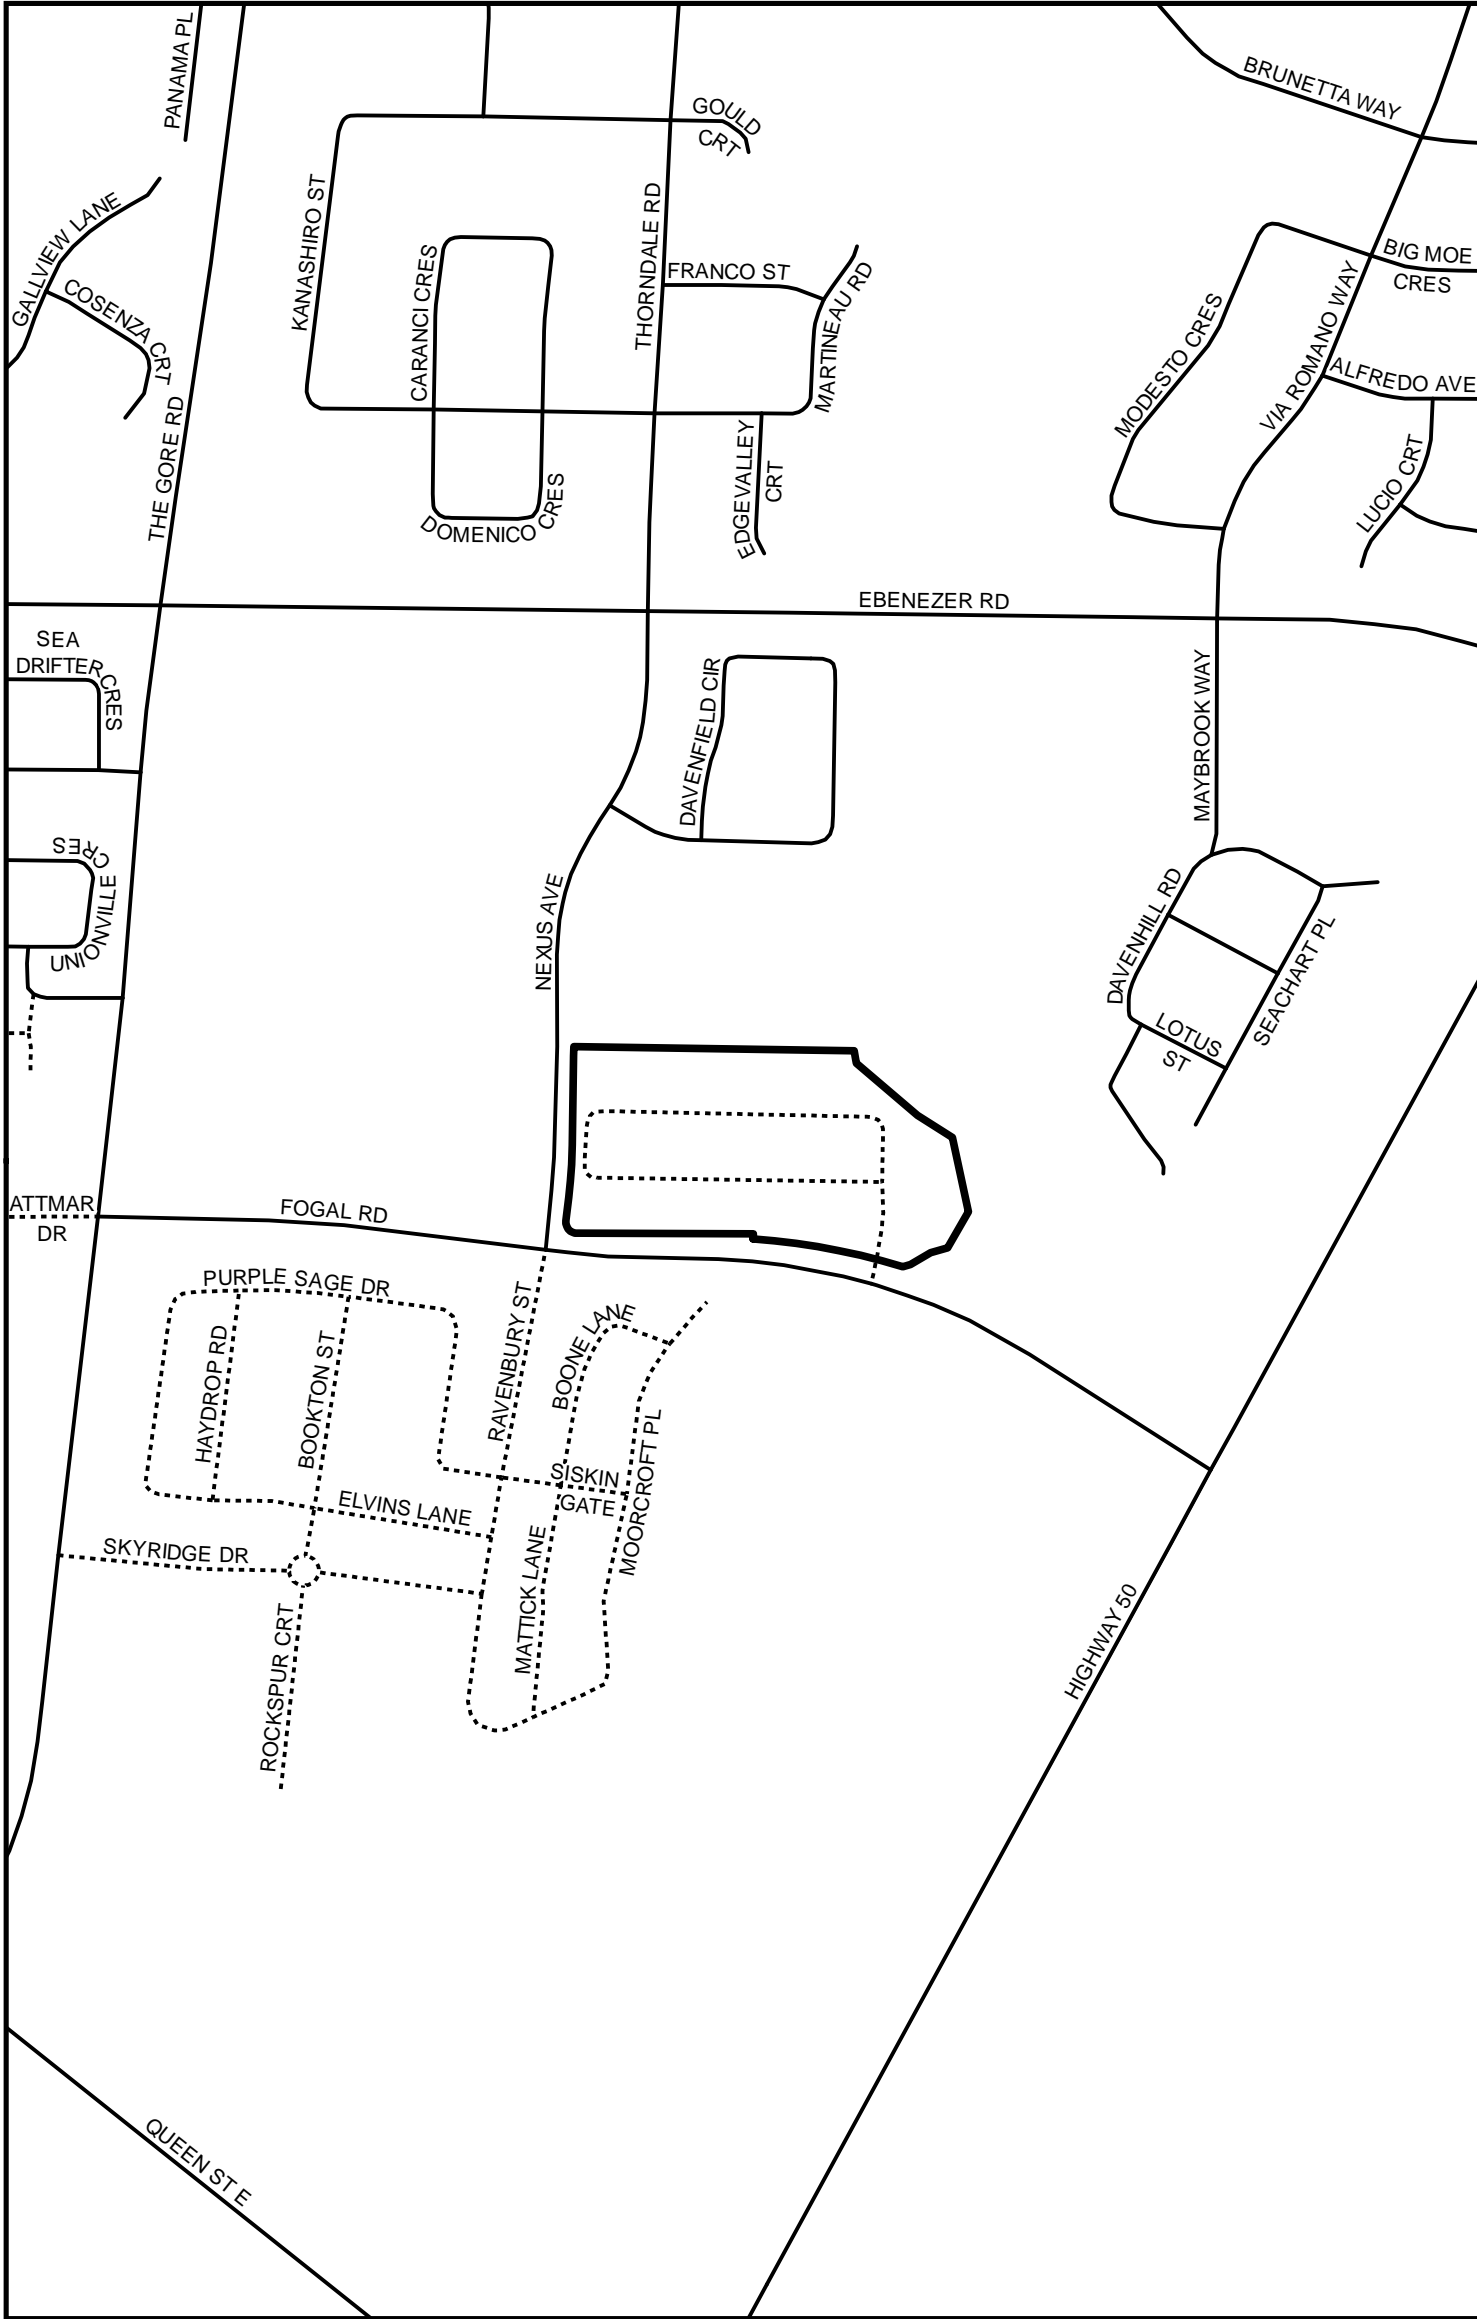 PANAMA PL
BRUNETTA WAY
GOULD
CRT
GALLVIEW LANE
COSENZA CRT
KANASHIRO ST
CARANCI CRES
THORNDALE RD
FRANCO ST
MARTINEAU RD
BIG MOE
CRES
MODESTO CRES
VIA ROMANO WAY
ALFREDO AVE
THE GORE RD
DOMENICO CRES
EDGEVALLEY
CRT
LUCIO CRT
EBENEZER RD
SEA
DRIFTER CRES
DAVENFIELD CIR
MAYBROOK WAY
UNIONVILLE CRES
NEXUS AVE
DAVENHILL RD
SEACHART PL
LOTUS
ST
ATTMAR
DR
FOGAL RD
PURPLE SAGE DR
HAYDROP RD
BOOKTON ST
RAVENBURY ST
BOONE LANE
MOORCROFT PL
SISKIN
GATE
ELVINS LANE
SKYRIDGE DR
MATTICK LANE
ROCKSPUR CRT
HIGHWAY 50
QUEEN ST E